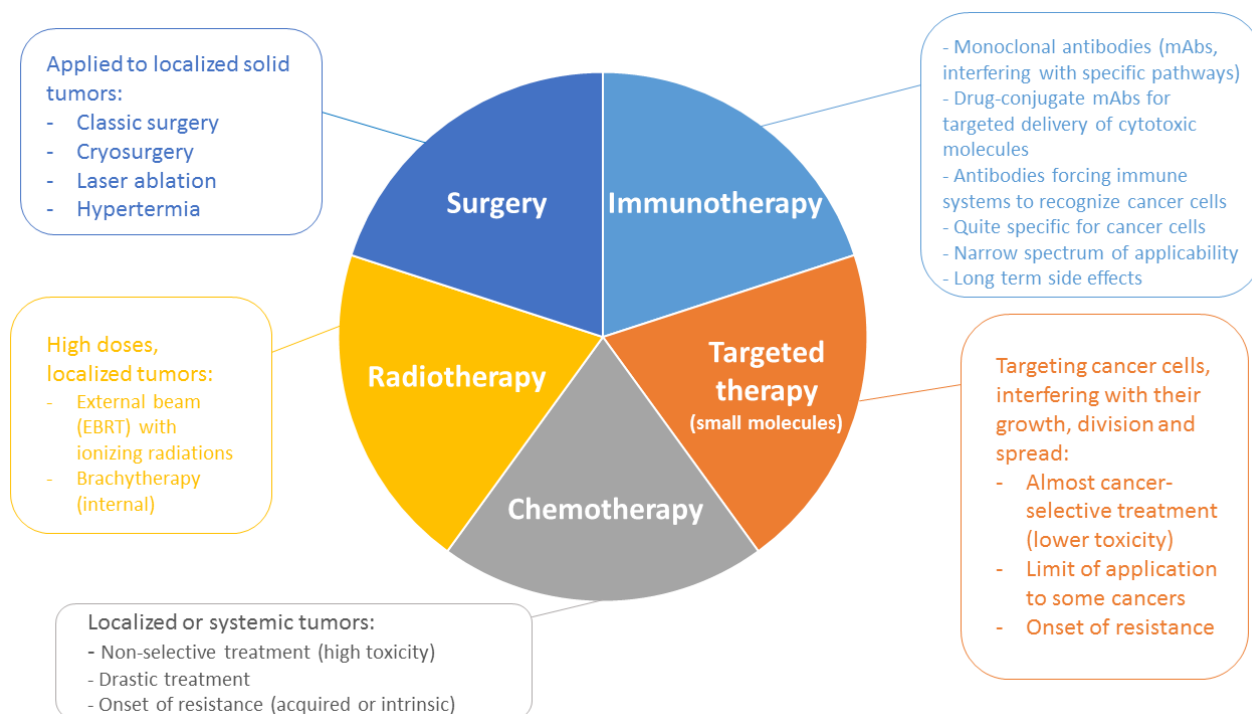 Applied to localized solid
tumors:
- Classic surgery
- Cryosurgery
- Laser ablation
- Hypertermia
- Monoclonal antibodies (mAbs,
interfering with specific pathways)
- Drug-conjugate mAbs for
targeted delivery of cytotoxic
molecules
- Antibodies forcing immune
systems to recognize cancer cells
- Quite specific for cancer cells
- Narrow spectrum of applicability
- Long term side effects
Surgery
Immunotherapy
High doses,
localized tumors:
- External beam
(EBRT) with
ionizing radiations
- Brachytherapy
(internal)
Radiotherapy
Targeted
therapy
(small molecules)
Targeting cancer cells,
interfering with their
growth, division and
spread:
- Almost cancer-
selective treatment
(lower toxicity)
- Limit of application
to some cancers
- Onset of resistance
Chemotherapy
Localized or systemic tumors:
- Non-selective treatment (high toxicity)
- Drastic treatment
- Onset of resistance (acquired or intrinsic)